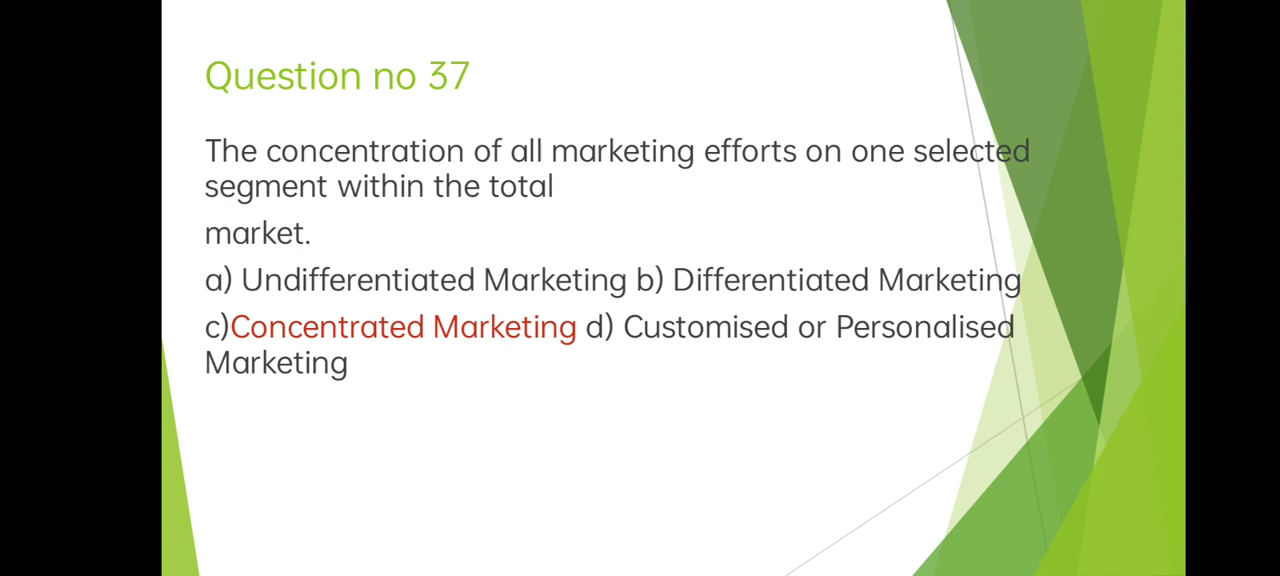 Question no 37
The concentration of all marketing efforts on one selected
segment within the total
market.
a) Undifferentiated Marketing b) Differentiated Marketing
c)Concentrated Marketing d) Customised or Personalised
Marketing